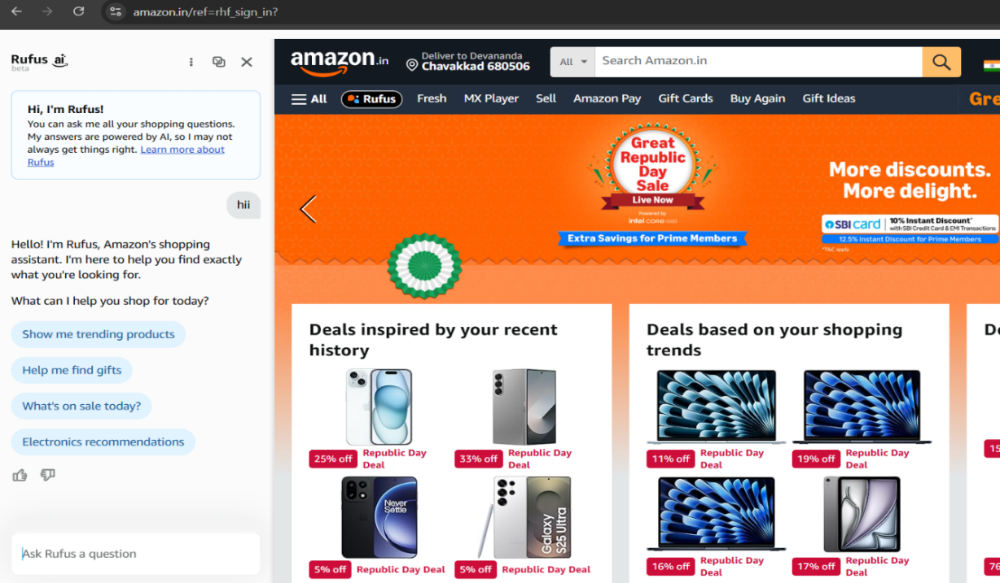 amazon.in/ref=rhf_sign_in?
Rufus ai
beta
Hi, I'm Rufus!
You can ask me all your shopping questions.
My answers are powered by AI, so I may not
always get things right. Learn more about
Rufus
hii
Hello! I'm Rufus, Amazon's shopping
assistant. I'm here to help you find exactly
what you're looking for.
What can I help you shop for today?
Show me trending products
Help me find gifts
What's on sale today?
Electronics recommendations
Ask Rufus a question
amazon.in
Deliver to Devananda
Chavakkad 680506
All
Search Amazon.in
All
Rufus
Fresh
MX Player
Sell
Amazon Pay
Gift Cards
Buy Again
Gift Ideas
Gre
Great
Republic
Day
Sale
Live Now
Powered by
intel core
Extra Savings for Prime Members
More discounts.
More delight.
SBI card
10% Instant Discount*
with SBI Credit Card & EMI Transactions
12.5% Instant Discount for Prime Members
*T&C apply
Deals inspired by your recent
history
25% off
Republic Day
Deal
33% off
Republic Day
Deal
Never
Settle
Galaxy
S25 Ultra
5% off
Republic Day Deal
5% off
Republic Day Deal
Deals based on your shopping
trends
11% off
Republic Day
Deal
19% off
Republic Day
Deal
16% off
Republic Day
Deal
17% off
Republic Day
Deal
De
15
76